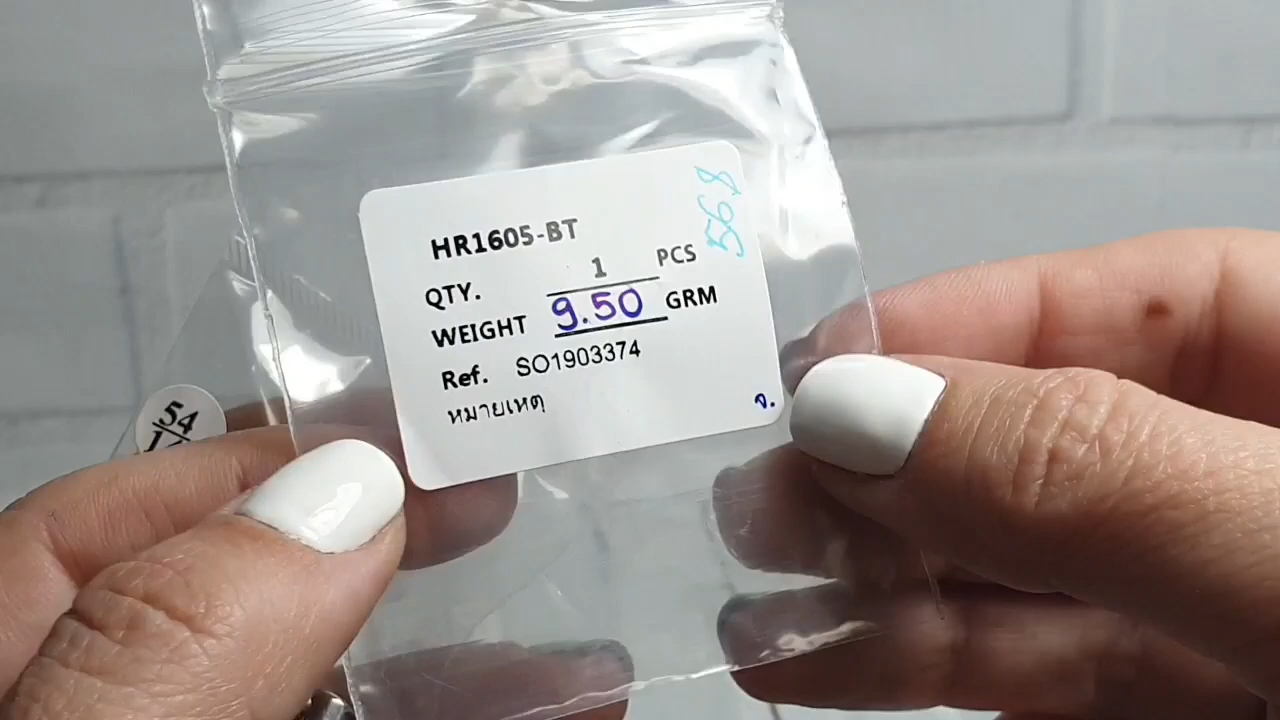 HR1605-BT
QTY. 1 PCS
WEIGHT 9.50 GRM
Ref. SO1903374
หมายเหตุ
จ.
568
54